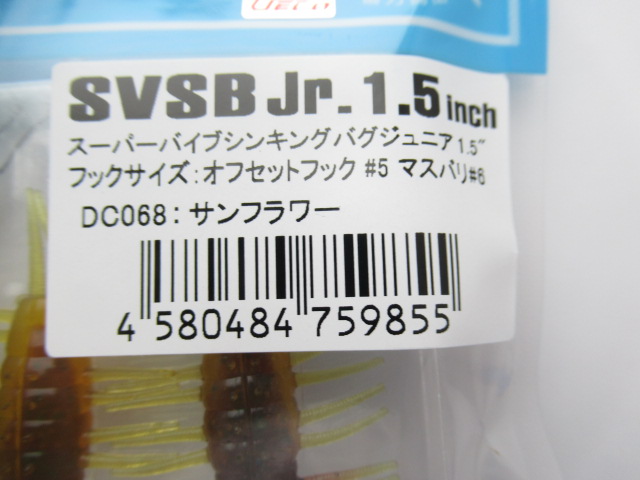 SVSB Jr. 1.5 inch
スーパーバイブシンキングバグジュニア 1.5"
フックサイズ:オフセットフック #5 マスバリ#6
DC068:サンフラワー
4 580484 759855